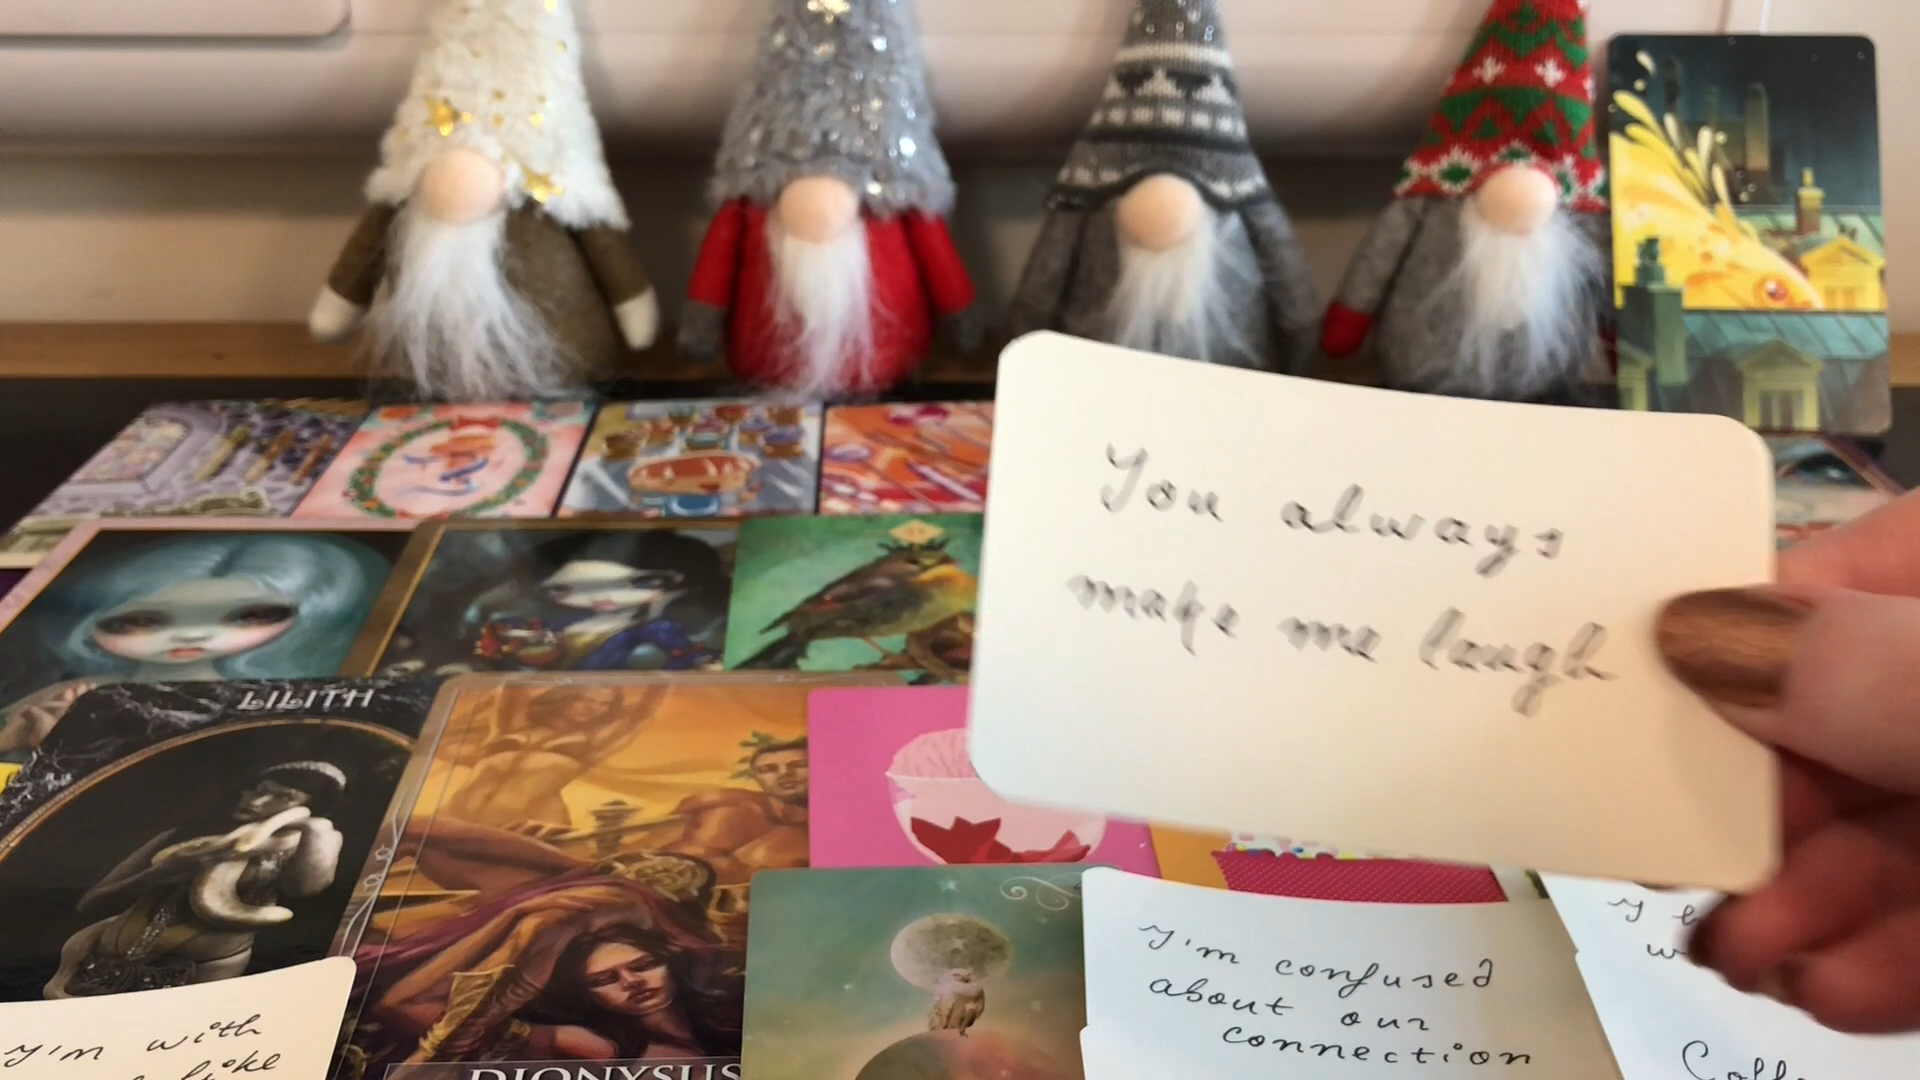 You always
make me laugh
LILITH
DIONYSUS
I'm confused
about our
connection
I'm with